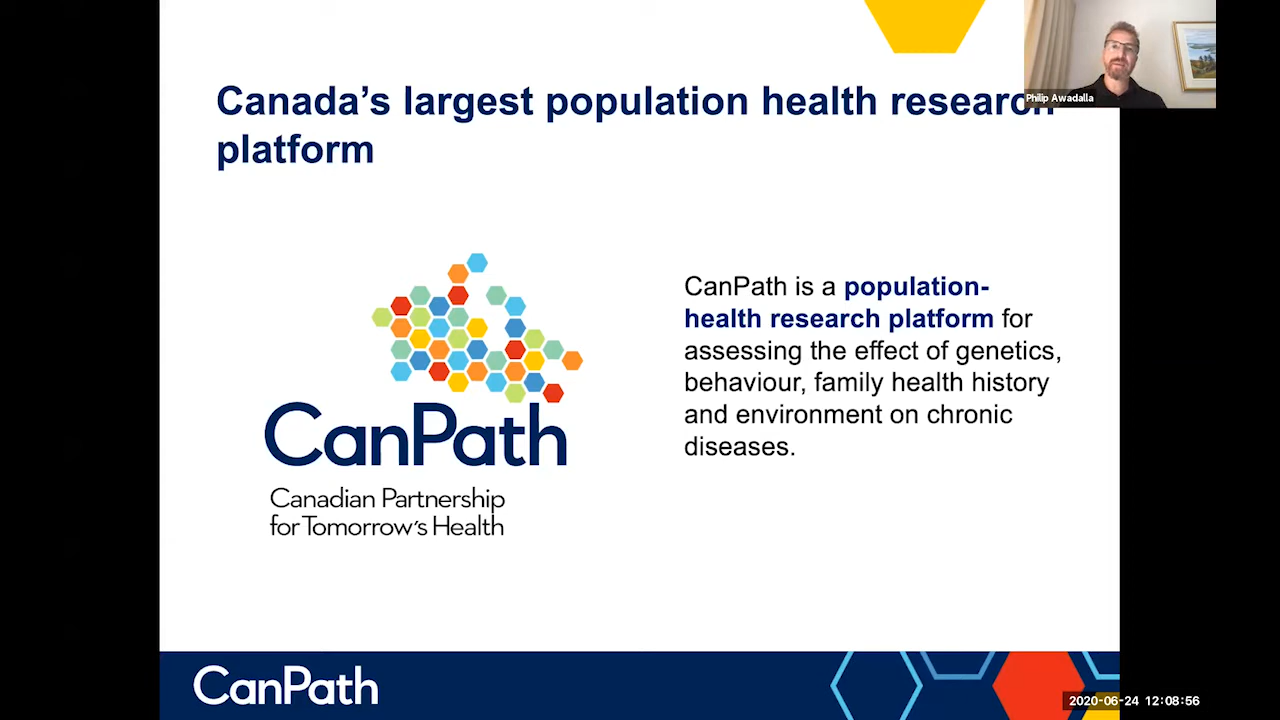 Canada's largest population health research
platform
Philip Awadalla
CanPath is a population-
health research platform for
assessing the effect of genetics,
behaviour, family health history
and environment on chronic
diseases.
CanPath
Canadian Partnership
for Tomorrow's Health
CanPath
2020-06-24 12:08:56